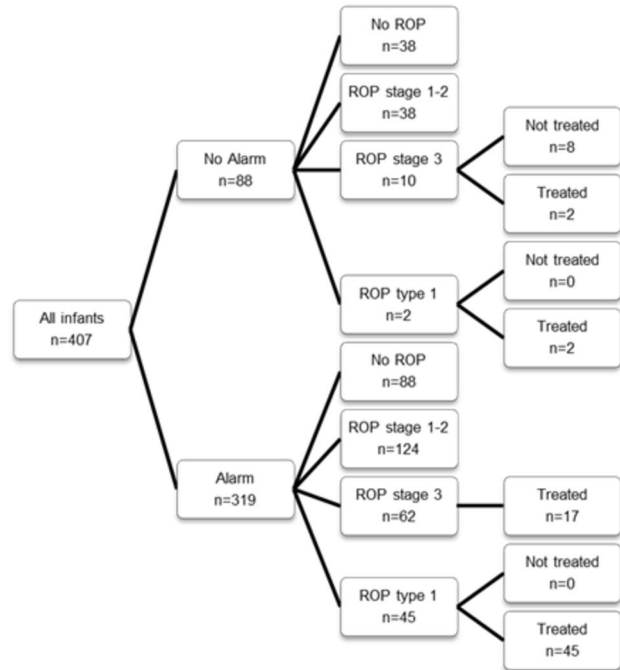 All infants
n=407
No Alarm
n=88
No ROP
n=38
ROP stage 1-2
n=38
ROP stage 3
n=10
Not treated
n=8
Treated
n=2
ROP type 1
n=2
Not treated
n=0
Treated
n=2
Alarm
n=319
No ROP
n=88
ROP stage 1-2
n=124
ROP stage 3
n=62
Treated
n=17
ROP type 1
n=45
Not treated
n=0
Treated
n=45